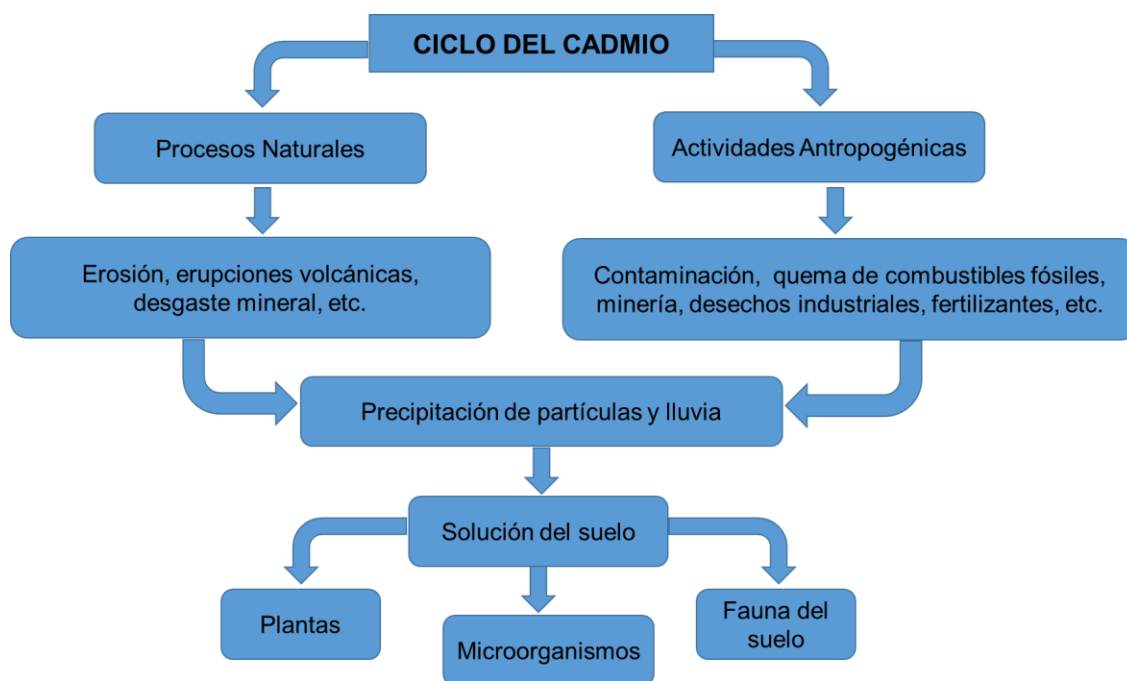 CICLO DEL CADMIO
Procesos Naturales
Actividades Antropogénicas
Erosión, erupciones volcánicas,
desgaste mineral, etc.
Contaminación, quema de combustibles fósiles,
minería, desechos industriales, fertilizantes, etc.
Precipitación de partículas y lluvia
Solución del suelo
Plantas
Microorganismos
Fauna del
suelo